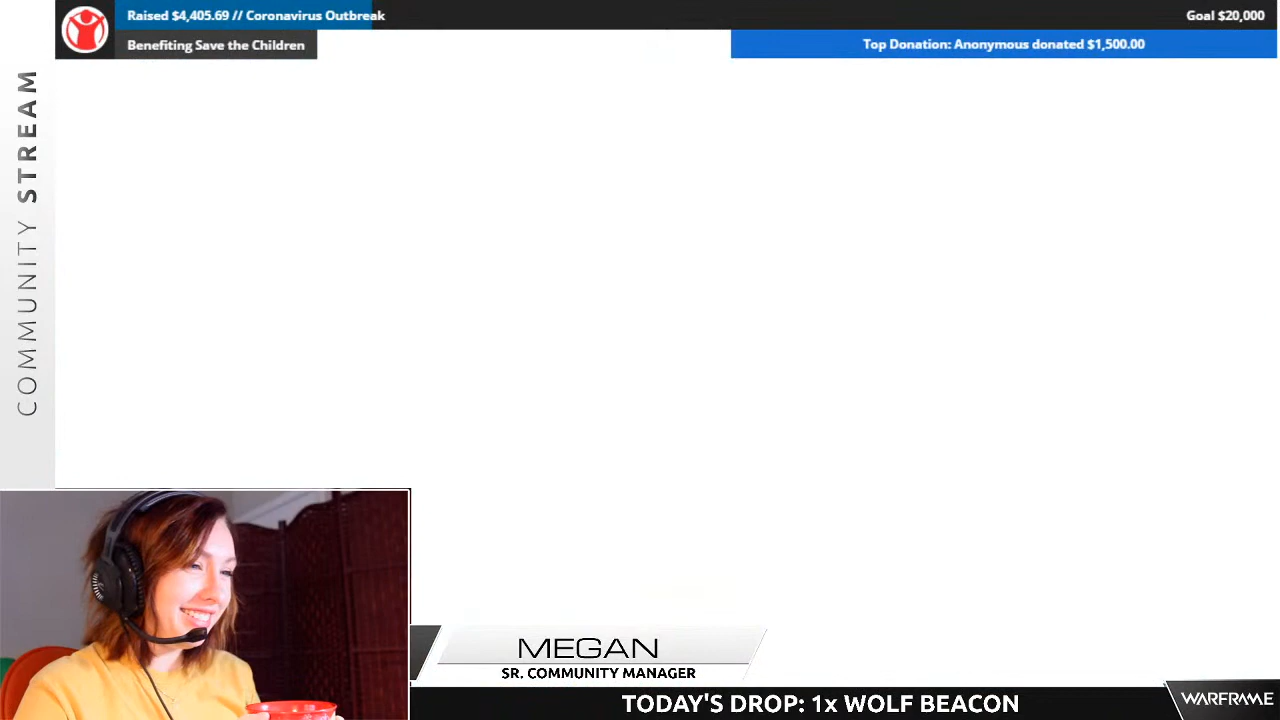 Raised $4,405.69 // Coronavirus Outbreak
Goal $20,000
Benefiting Save the Children
Top Donation: Anonymous donated $1,500.00
COMMUNITY STREAM
MEGAN
SR. COMMUNITY MANAGER
TODAY'S DROP: 1x WOLF BEACON
WARFRAME